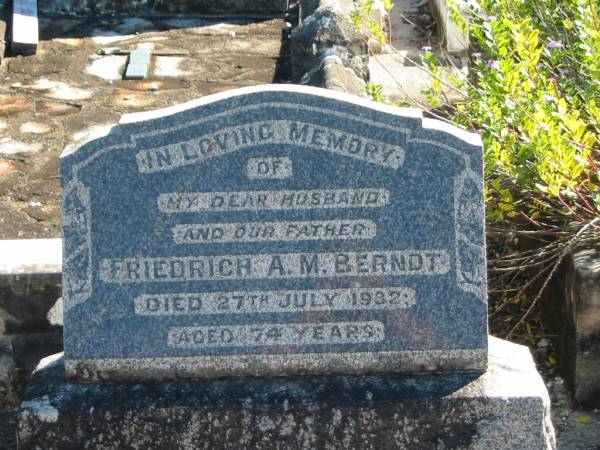 IN LOVING MEMORY
OF
MY DEAR HUSBAND
AND OUR FATHER
FRIEDRICH A. M. BERNDT
DIED 27TH JULY 1932;
AGED 74 YEARS